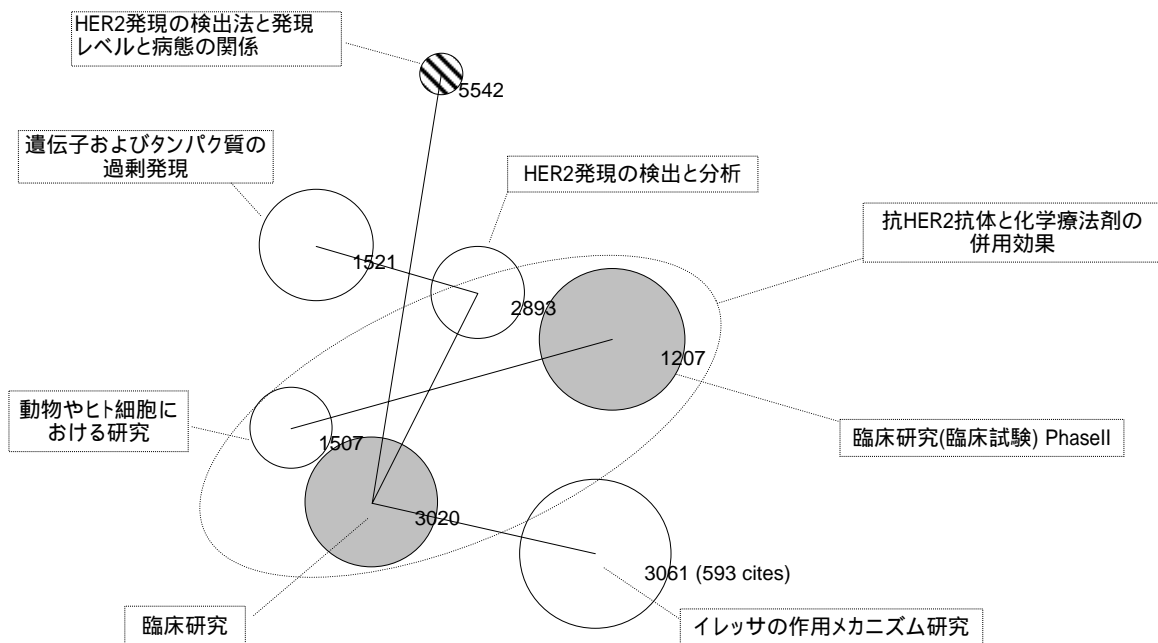 HER2発現の検出法と発現
レベルと病態の関係
5542
遺伝子およびタンパク質の
過剰発現
HER2発現の検出と分析
抗HER2抗体と化学療法剤の
併用効果
1521
2893
1207
動物やヒト細胞に
おける研究
1507
臨床研究(臨床試験) PhaseII
3020
3061 (593 cites)
臨床研究
イレッサの作用メカニズム研究